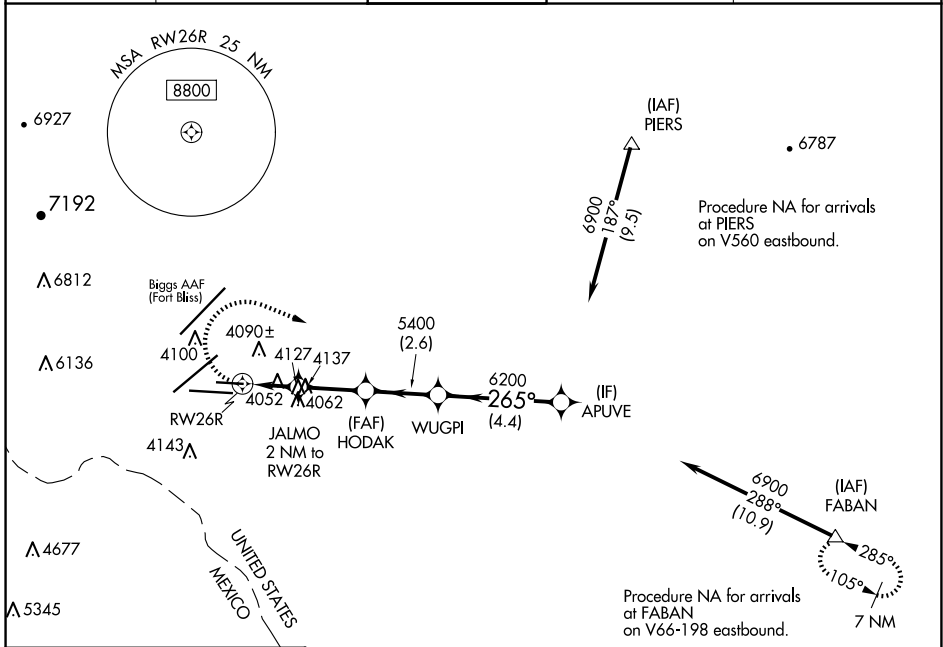 MSA RW26R 25 NM
8800
6927
7192
6812
6136
Biggs AAF
(Fort Bliss)
4100
4090±
4127
4137
4052
4062
RW26R
JALMO
2 NM to
RW26R
(FAF)
HODAK
5400
(2.6)
WUGPI
6200
265°
(4.4)
(IF)
APUVE
(IAF)
PIERS
6900
187°
(9.5)
6787
Procedure NA for arrivals
at PIERS
on V560 eastbound.
4143
4677
5345
UNITED STATES
MEXICO
6900
288°
(10.9)
(IAF)
FABAN
285°
105°
7 NM
Procedure NA for arrivals
at FABAN
on V66-198 eastbound.